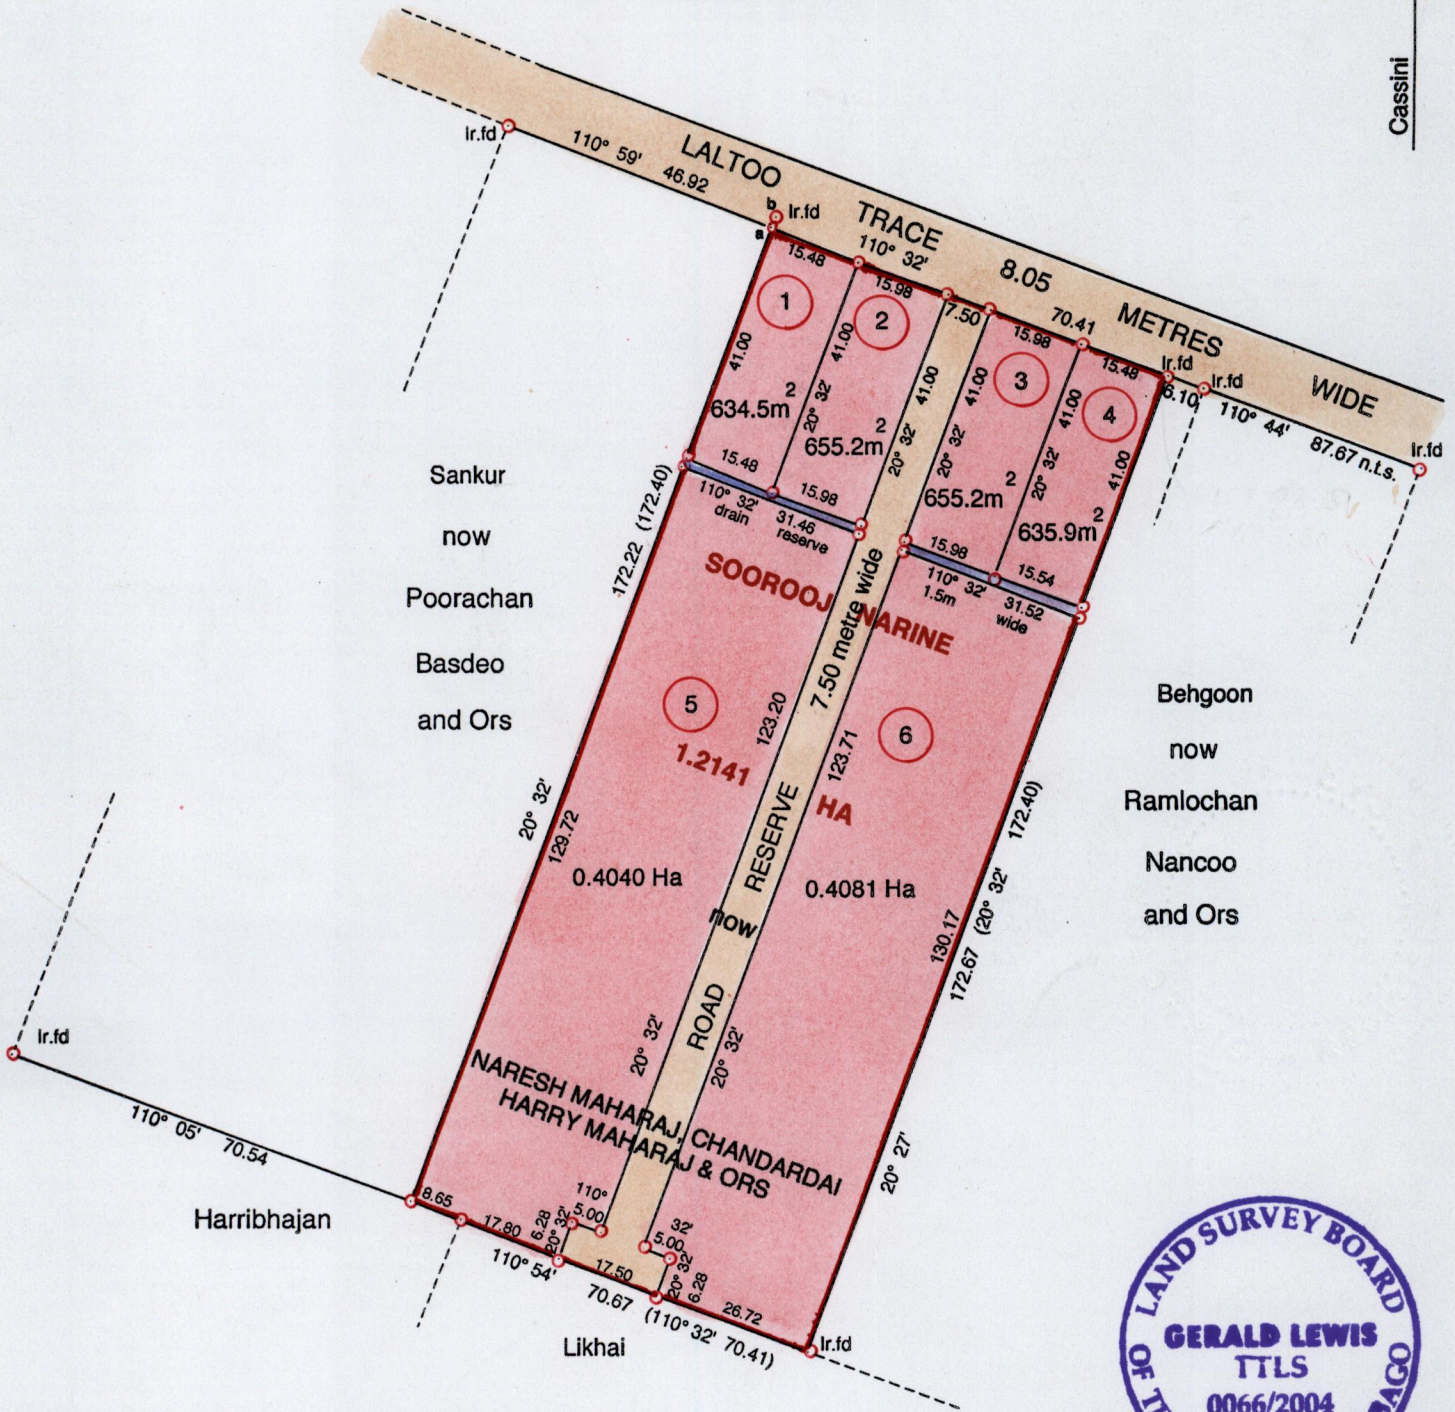 Cassini
Ir.fd
110° 59' 46.92
LALTOO TRACE 8.05 METRES WIDE
b
Ir.fd
a
110° 32'
70.41
15.48
15.98
7.50
15.98
15.48
Ir.fd
6.10'
Ir.fd
110° 44' 87.67 n.t.s.
Ir.fd
1
2
3
4
41.00
41.00
41.00
41.00
41.00
41.00
20° 32
20° 32'
20° 32'
20° 32'
634.5m²
655.2m²
655.2m²
635.9m²
15.48
15.98
110° 32' 31.46
drain reserve
15.98
15.54
110° 32' 31.52
1.5m wide
Sankur
now
Poorachan
Basdeo
and Ors
172.22 (172.40)
SOOROOJ NARINE
7.50 metre wide
5
6
123.20
123.71
1.2141 HA
Behgoon
now
Ramlochan
Nancoo
and Ors
20° 32'
129.72
0.4040 Ha
0.4081 Ha
RESERVE
now
ROAD
130.17
172.67 (20° 32' 172.40)
20° 32'
20° 32'
20° 27'
NARESH MAHARAJ, CHANDARDAI
HARRY MAHARAJ & ORS
Ir.fd
110° 05' 70.54
Harribhajan
8.65
17.80
6.28
20° 32'
110°
5.00
32'
5.00
20° 32'
6.28
17.50
26.72
110° 54' 70.67 (110° 32' 70.41)
Ir.fd
Likhai
LAND SURVEY BOARD
GERALD LEWIS
TTLS
0066/2004